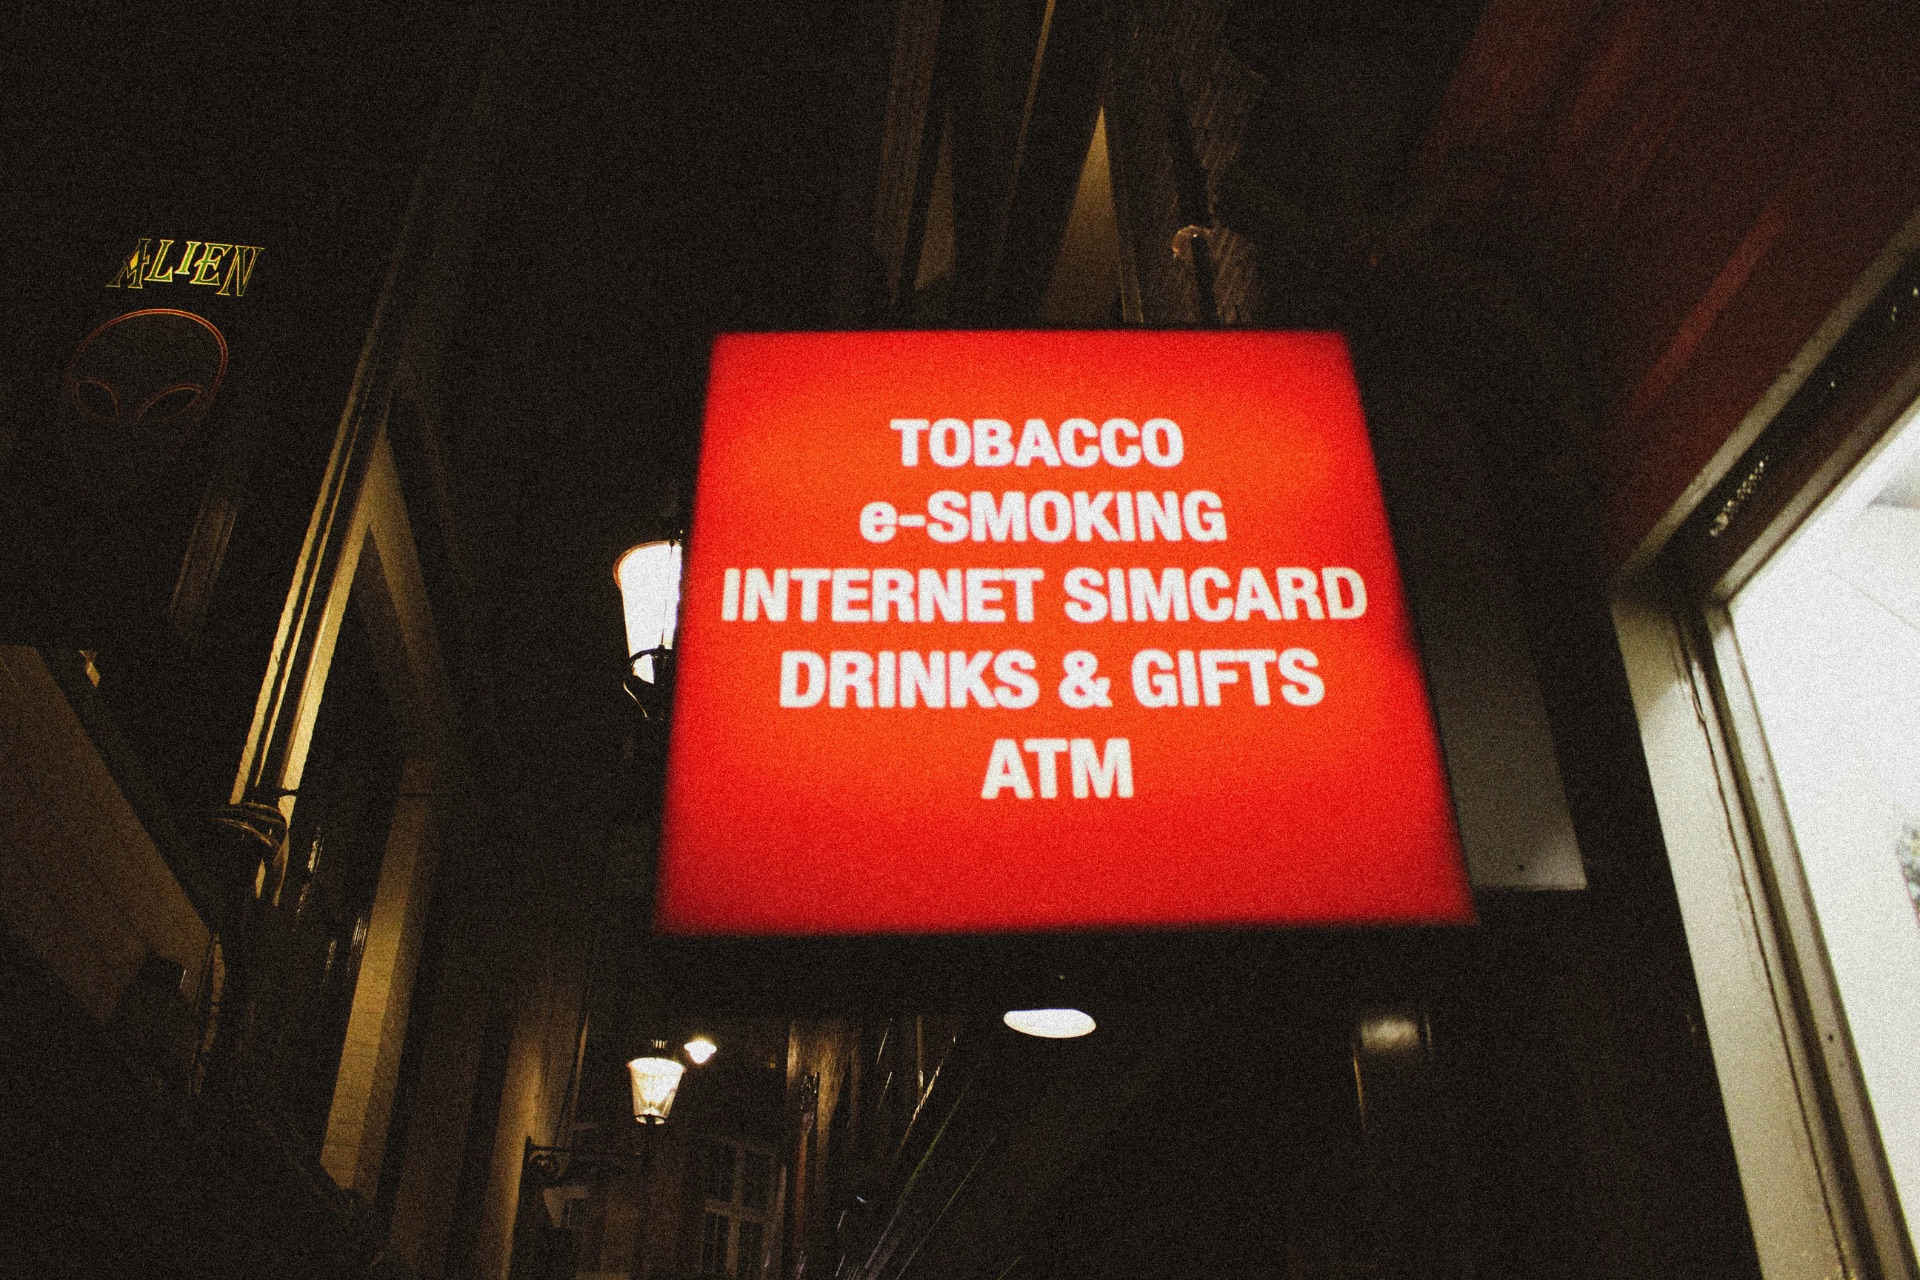 ALIEN
TOBACCO
e-SMOKING
INTERNET SIMCARD
DRINKS & GIFTS
ATM